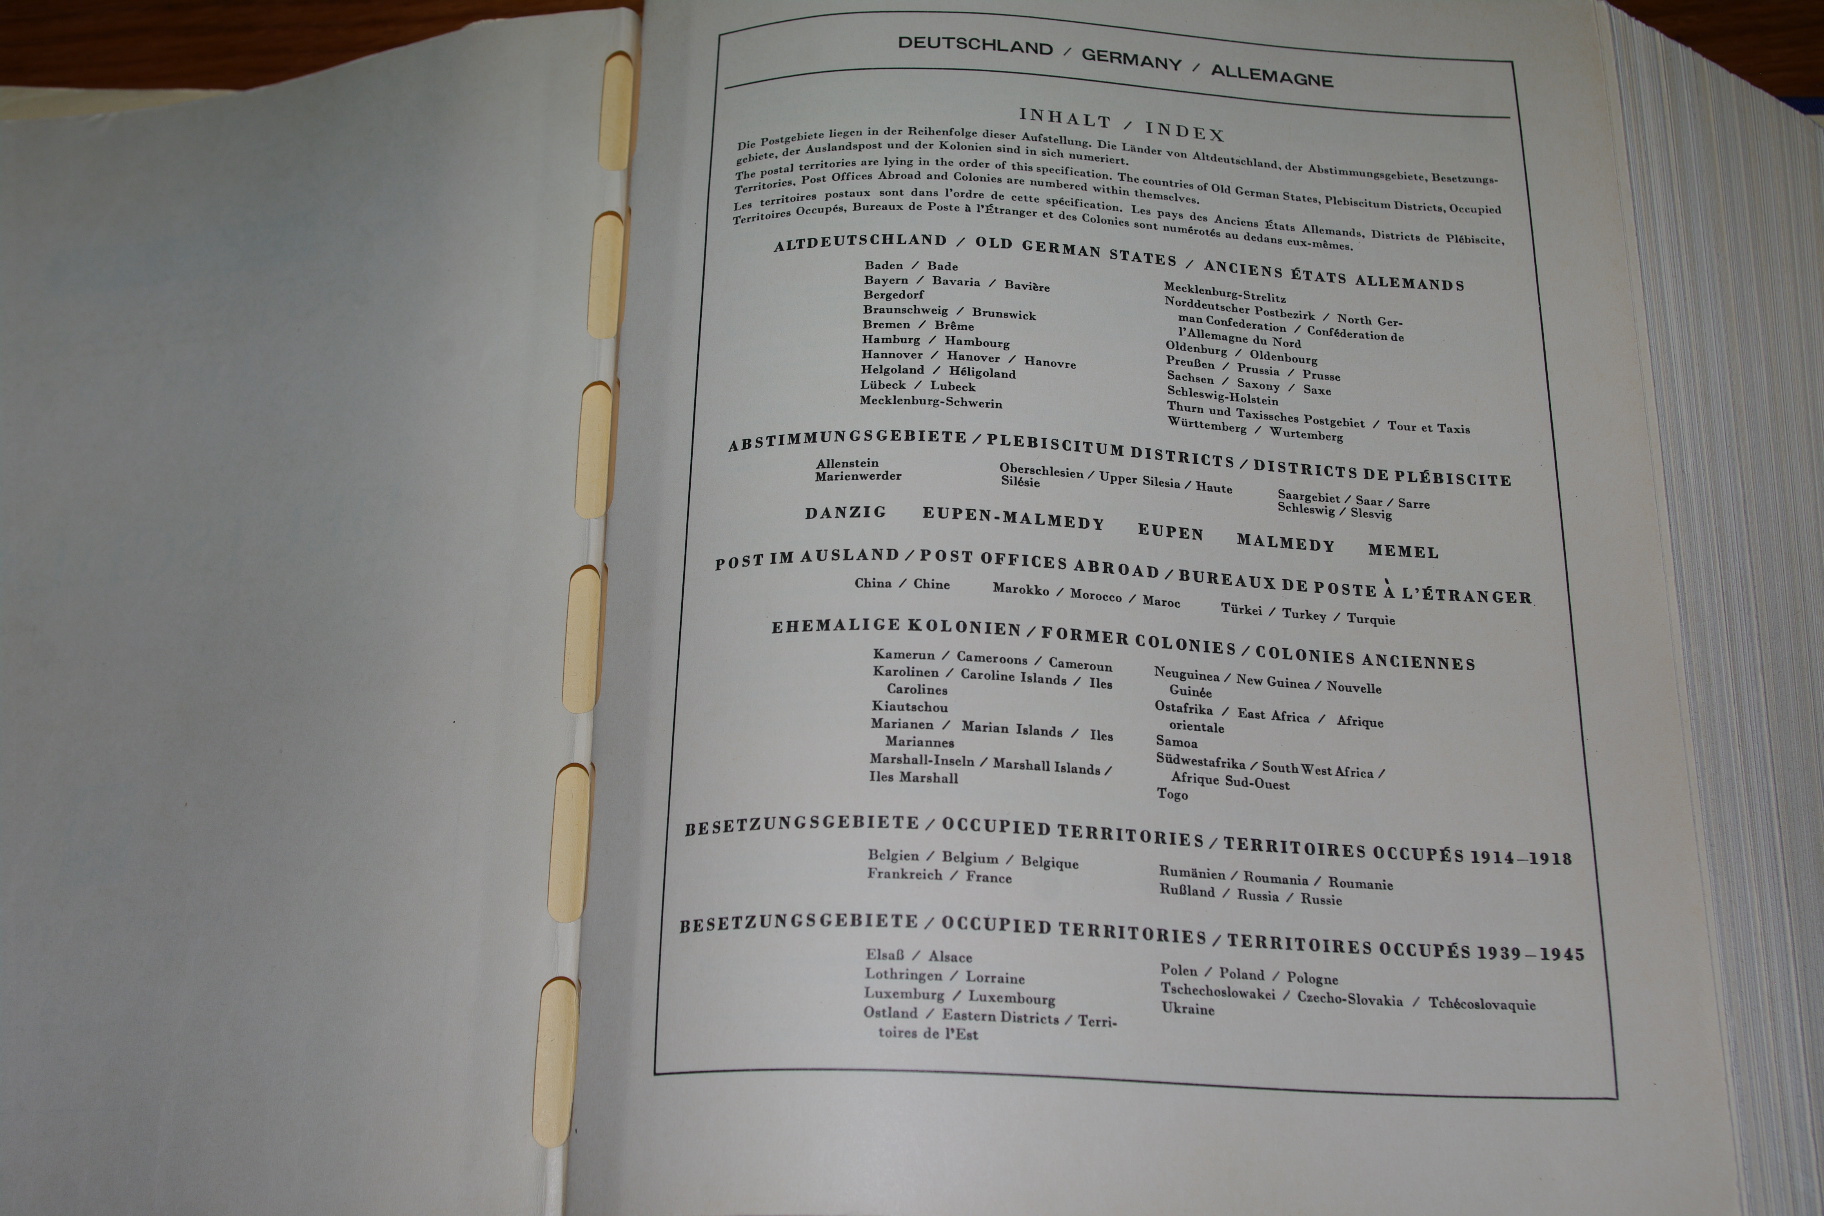 DEUTSCHLAND / GERMANY / ALLEMAGNE
INHALT / INDEX
Die Postgebiete liegen in der Reihenfolge dieser Aufstellung. Die Länder von Altdeutschland, der Abstimmungsgebiete, Besetzungs-
gebiete, der Auslandspost und der Kolonien sind in sich numeriert.
The postal territories are lying in the order of this specification. The countries of Old German States, Plebiscitum Districts, Occupied
Territories, Post Offices Abroad and Colonies are numbered within themselves.
Les territoires postaux sont dans l'ordre de cette spécification. Les pays des Anciens États Allemands, Districts de Plébiscite,
Territoires Occupés, Bureaux de Poste à l'Étranger et des Colonies sont numérotés au dedans eux-mêmes.
ALTDEUTSCHLAND / OLD GERMAN STATES / ANCIENS ÉTATS ALLEMANDS
Baden / Bade
Bayern / Bavaria / Bavière
Bergedorf
Braunschweig / Brunswick
Bremen / Brême
Hamburg / Hambourg
Hannover / Hanover / Hanovre
Helgoland / Héligoland
Lübeck / Lubeck
Mecklenburg-Schwerin
Mecklenburg-Strelitz
Norddeutscher Postbezirk / North Ger-
man Confederation / Conféderation de
l'Allemagne du Nord
Oldenburg / Oldenbourg
Preußen / Prussia / Prusse
Sachsen / Saxony / Saxe
Schleswig-Holstein
Thurn und Taxissches Postgebiet / Tour et Taxis
Württemberg / Wurtemberg
ABSTIMMUNGSGEBIETE / PLEBISCITUM DISTRICTS / DISTRICTS DE PLÉBISCITE
Allenstein
Marienwerder
Oberschlesien / Upper Silesia / Haute
Silésie
Saargebiet / Saar / Sarre
Schleswig / Slesvig
DANZIG EUPEN-MALMEDY EUPEN MALMEDY MEMEL
POST IM AUSLAND / POST OFFICES ABROAD / BUREAUX DE POSTE À L'ÉTRANGER
China / Chine Marokko / Morocco / Maroc Türkei / Turkey / Turquie
EHEMALIGE KOLONIEN / FORMER COLONIES / COLONIES ANCIENNES
Kamerun / Cameroons / Cameroun
Karolinen / Caroline Islands / Iles
Carolines
Kiautschou
Marianen / Marian Islands / Iles
Mariannes
Marshall-Inseln / Marshall Islands /
Iles Marshall
Neuguinea / New Guinea / Nouvelle
Guinée
Ostafrika / East Africa / Afrique
orientale
Samoa
Südwestafrika / South West Africa /
Afrique Sud-Ouest
Togo
BESETZUNGSGEBIETE / OCCUPIED TERRITORIES / TERRITOIRES OCCUPÉS 1914–1918
Belgien / Belgium / Belgique
Frankreich / France
Rumänien / Roumania / Roumanie
Rußland / Russia / Russie
BESETZUNGSGEBIETE / OCCUPIED TERRITORIES / TERRITOIRES OCCUPÉS 1939–1945
Elsaß / Alsace
Lothringen / Lorraine
Luxemburg / Luxembourg
Ostland / Eastern Districts / Terri-
toires de l'Est
Polen / Poland / Pologne
Tschechoslowakei / Czecho-Slovakia / Tchécoslovaquie
Ukraine